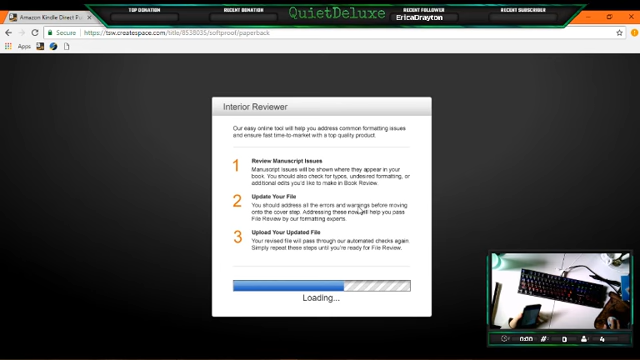 TOP DONATION
RECENT DONATION
QuietDeluxe
RECENT FOLLOWER
EricaDrayton
RECENT SUBSCRIBER
Amazon Kindle Direct Pu
Secure
https://tsw.createspace.com/title/8538035/softproof/paperback
Apps
Interior Reviewer
Our easy online tool will help you address common formatting issues
and ensure fast time-to-market with a top quality product.
1
Review Manuscript Issues
Manuscript issues will be shown where they appear in your
book. You should also check for typos, undesired formatting, or
additional edits you'd like to make in Book Review.
2
Update Your File
You should address all the errors and warnings before moving
onto the cover step. Addressing these now will help you pass
File Review by our formatting experts.
3
Upload Your Updated File
Your revised file will pass through our automated checks again.
Simply repeat these steps until you're ready for File Review.
Loading...
0:00 # 0 4